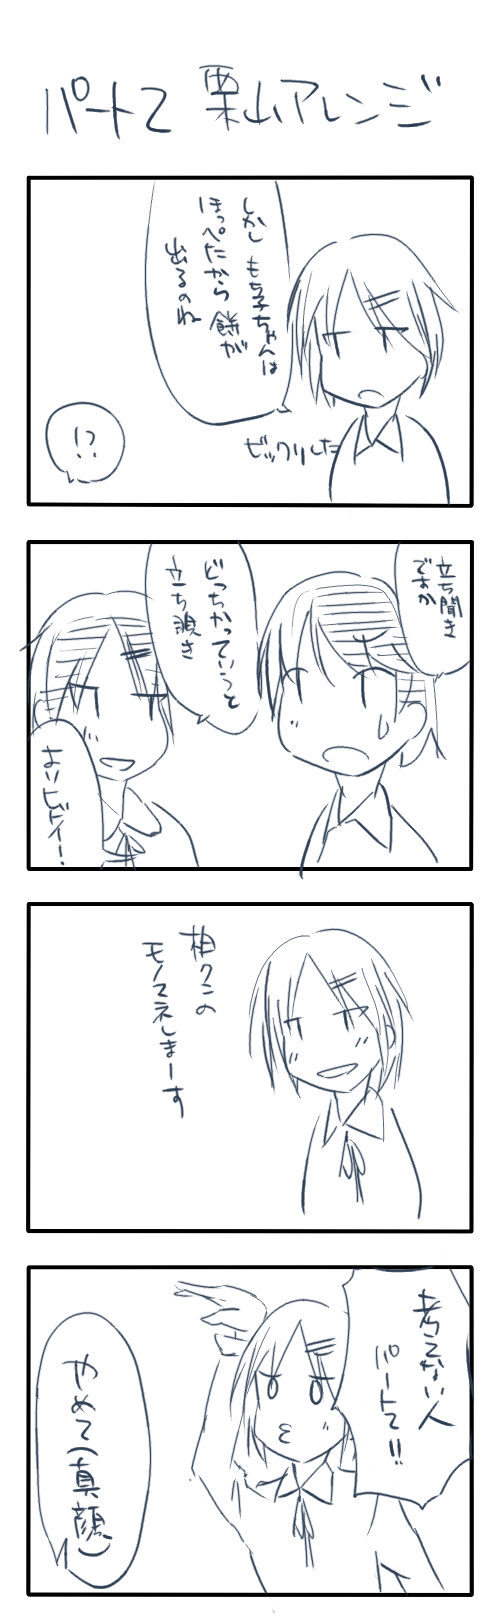 パート2 栗山アレンジ
しかし もち子ちゃんは
ほっぺたから 餅が
出るのね
ビックリした
!?
立ち聞き
ですか
どっちかっていうと
立ち覗き
よりヒドイー!
相クンの
モノマネしまーす
考えてない人
パート2!!
やめて(真顔)